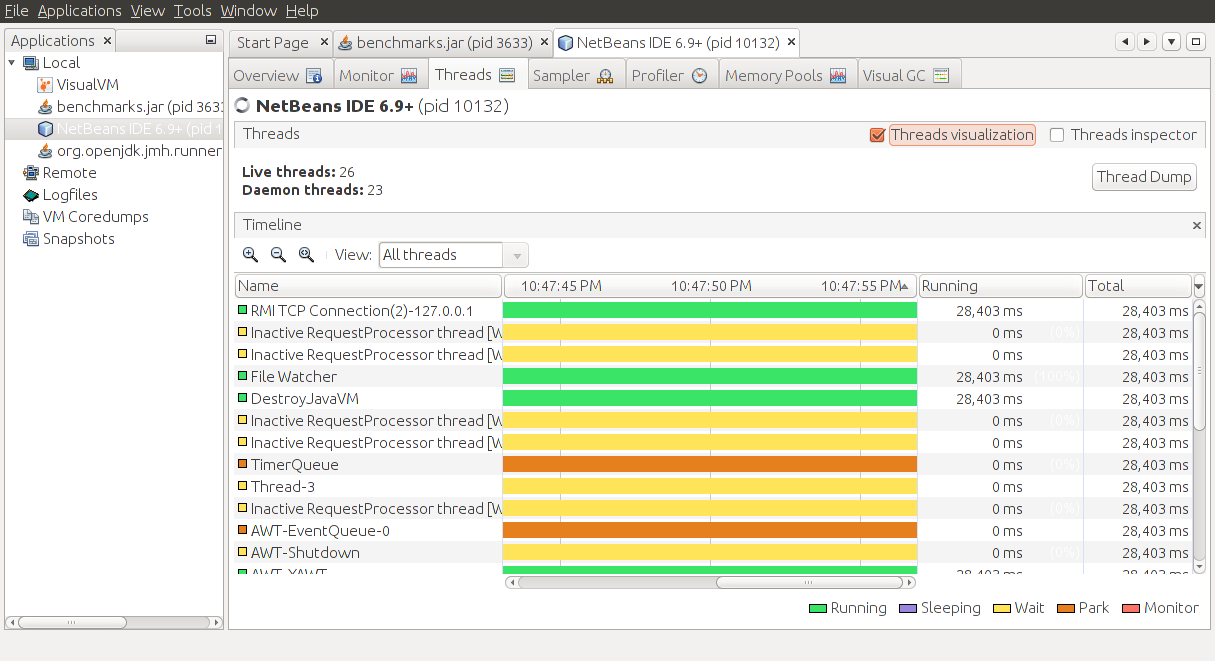 File Applications View Tools Window Help
Applications
Start Page benchmarks.jar (pid 3633) NetBeans IDE 6.9+ (pid 10132)
Local
VisualVM
benchmarks.jar (pid 363
NetBeans IDE 6.9+ (pid 1
org.openjdk.jmh.runner
Remote
Logfiles
VM Coredumps
Snapshots
Overview Monitor Threads Sampler Profiler Memory Pools Visual GC
NetBeans IDE 6.9+ (pid 10132)
Threads Threads visualization Threads inspector
Live threads: 26
Daemon threads: 23
Thread Dump
Timeline
View: All threads
Name 10:47:45 PM 10:47:50 PM 10:47:55 PM Running Total
RMI TCP Connection(2)-127.0.0.1 28,403 ms 28,403 ms
Inactive RequestProcessor thread [W 0 ms (0%) 28,403 ms
Inactive RequestProcessor thread [W 0 ms 28,403 ms
File Watcher 28,403 ms (100%) 28,403 ms
DestroyJavaVM 28,403 ms 28,403 ms
Inactive RequestProcessor thread [W 0 ms (0%) 28,403 ms
Inactive RequestProcessor thread [W 0 ms 28,403 ms
TimerQueue 0 ms (0%) 28,403 ms
Thread-3 0 ms 28,403 ms
Inactive RequestProcessor thread [W 0 ms (0%) 28,403 ms
AWT-EventQueue-0 0 ms 28,403 ms
AWT-Shutdown 0 ms (0%) 28,403 ms
AWT-XAWT 28,403 ms 28,403 ms
Running Sleeping Wait Park Monitor